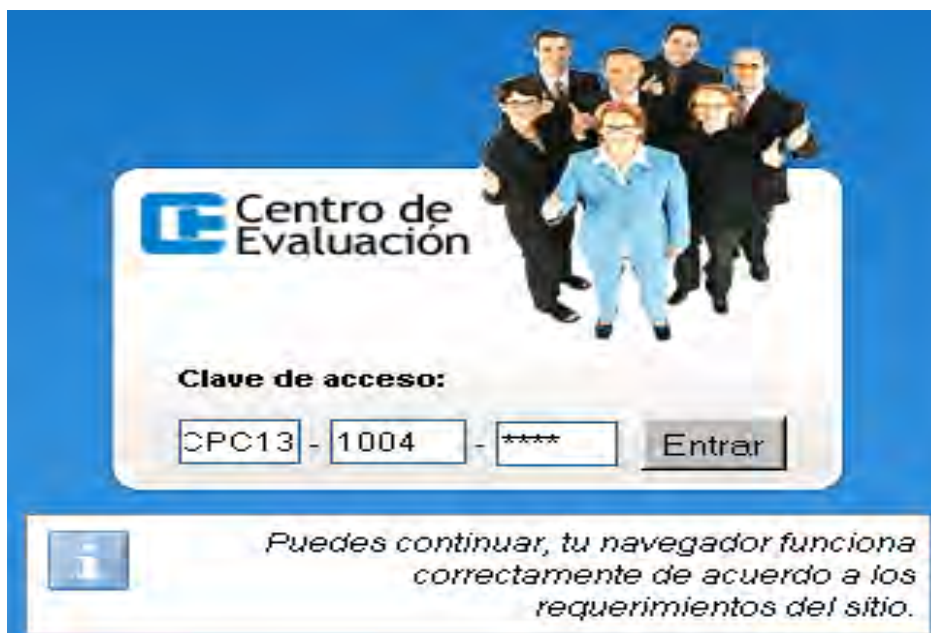 Centro de
Evaluación
Clave de acceso:
CPC13 - 1004 - **** Entrar
Puedes continuar, tu navegador funciona
correctamente de acuerdo a los
requerimientos del sitio.